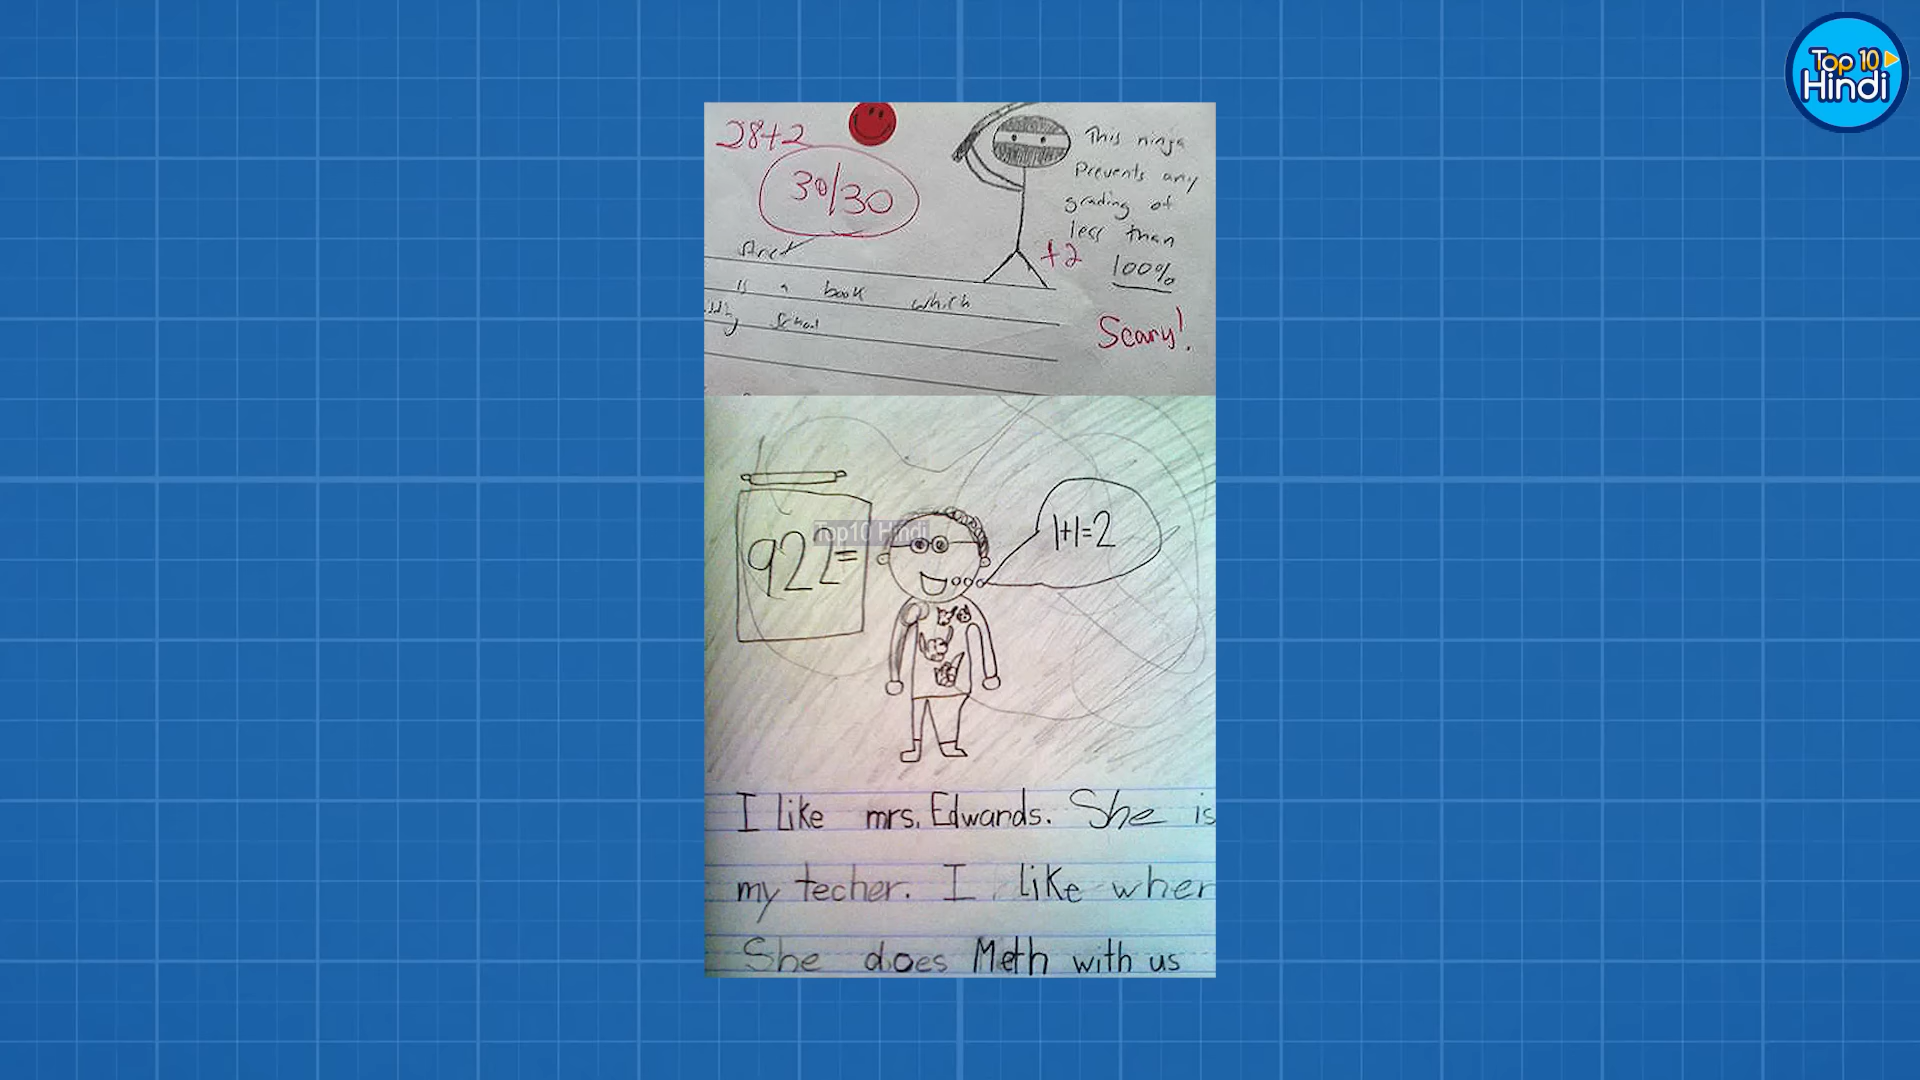 Top 10
Hindi
28+2
30/30
This ninja
Prevents any
grading of
less than
100%
+2
Scary!
Strict
is a book which
School
922=
Top10 Hindi
1+1=2
I like mrs. Edwards. She is
my techer. I like when
She does Meth with us